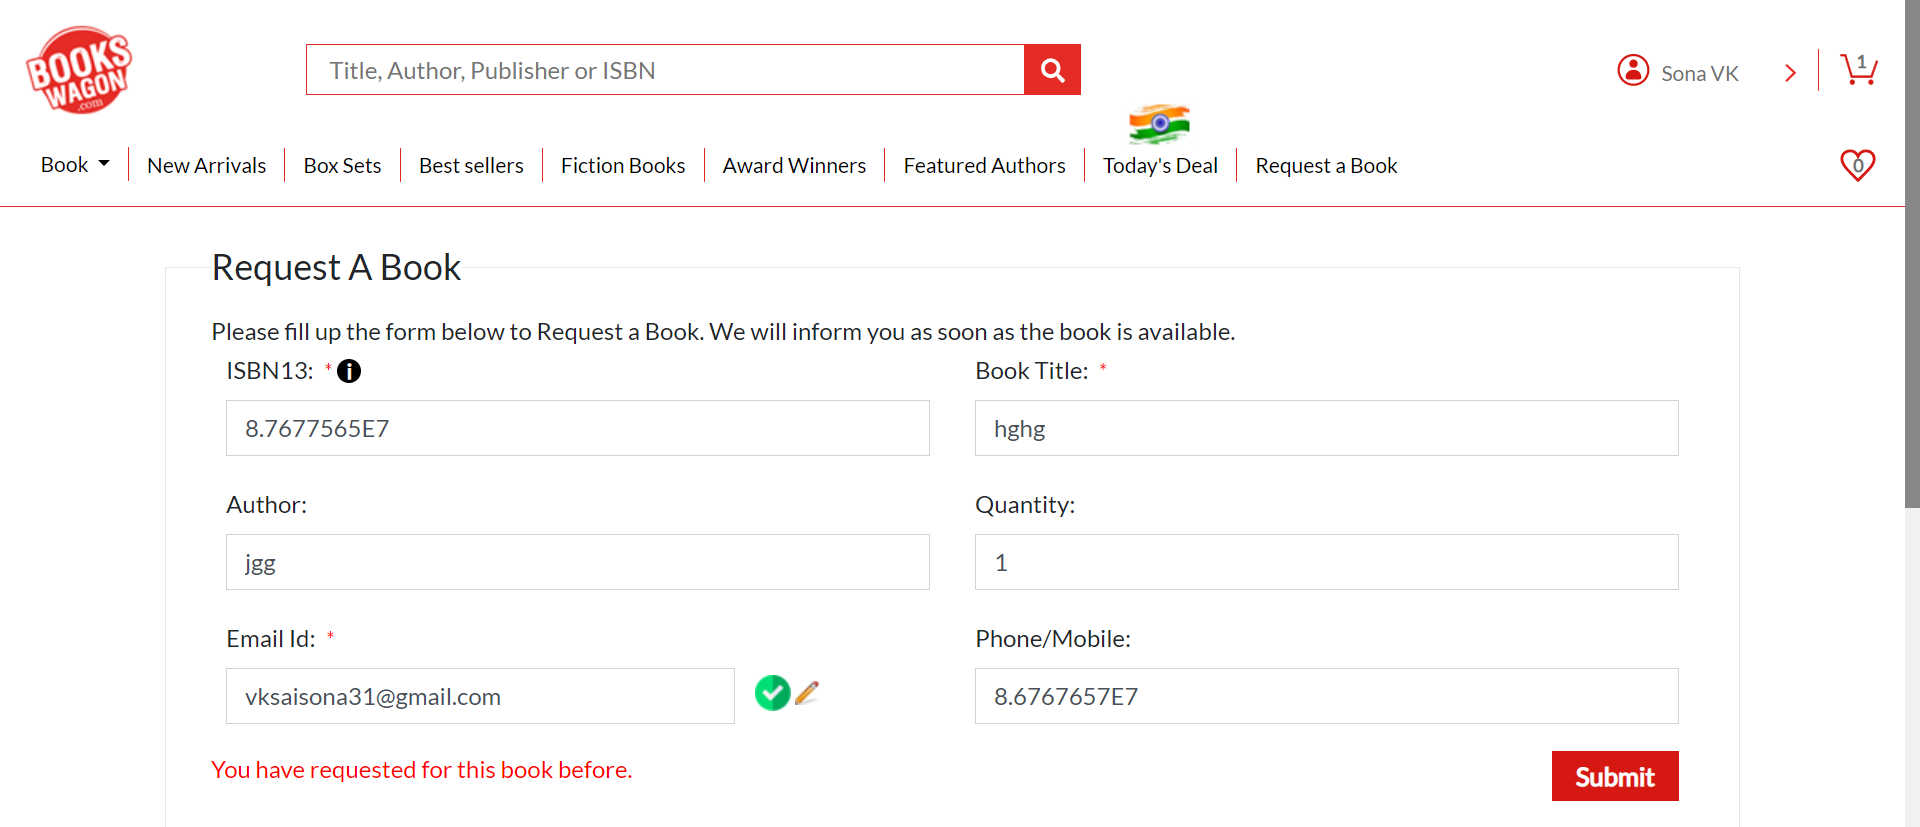 BOOKS
WAGON
.com
Title, Author, Publisher or ISBN
Sona VK
1
Book
New Arrivals
Box Sets
Best sellers
Fiction Books
Award Winners
Featured Authors
Today's Deal
Request a Book
0
Request A Book
Please fill up the form below to Request a Book. We will inform you as soon as the book is available.
ISBN13: * i
Book Title: *
8.7677565E7
hghg
Author:
Quantity:
jgg
1
Email Id: *
Phone/Mobile:
vksaisona31@gmail.com
8.6767657E7
You have requested for this book before.
Submit